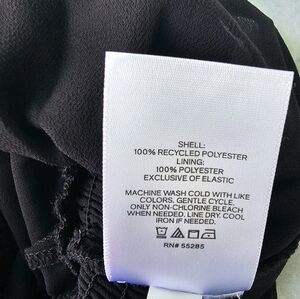 SHELL:
100% RECYCLED POLYESTER
LINING:
100% POLYESTER
EXCLUSIVE OF ELASTIC
MACHINE WASH COLD WITH LIKE
COLORS. GENTLE CYCLE.
ONLY NON-CHLORINE BLEACH
WHEN NEEDED. LINE DRY. COOL
IRON IF NEEDED.
RN# 55285